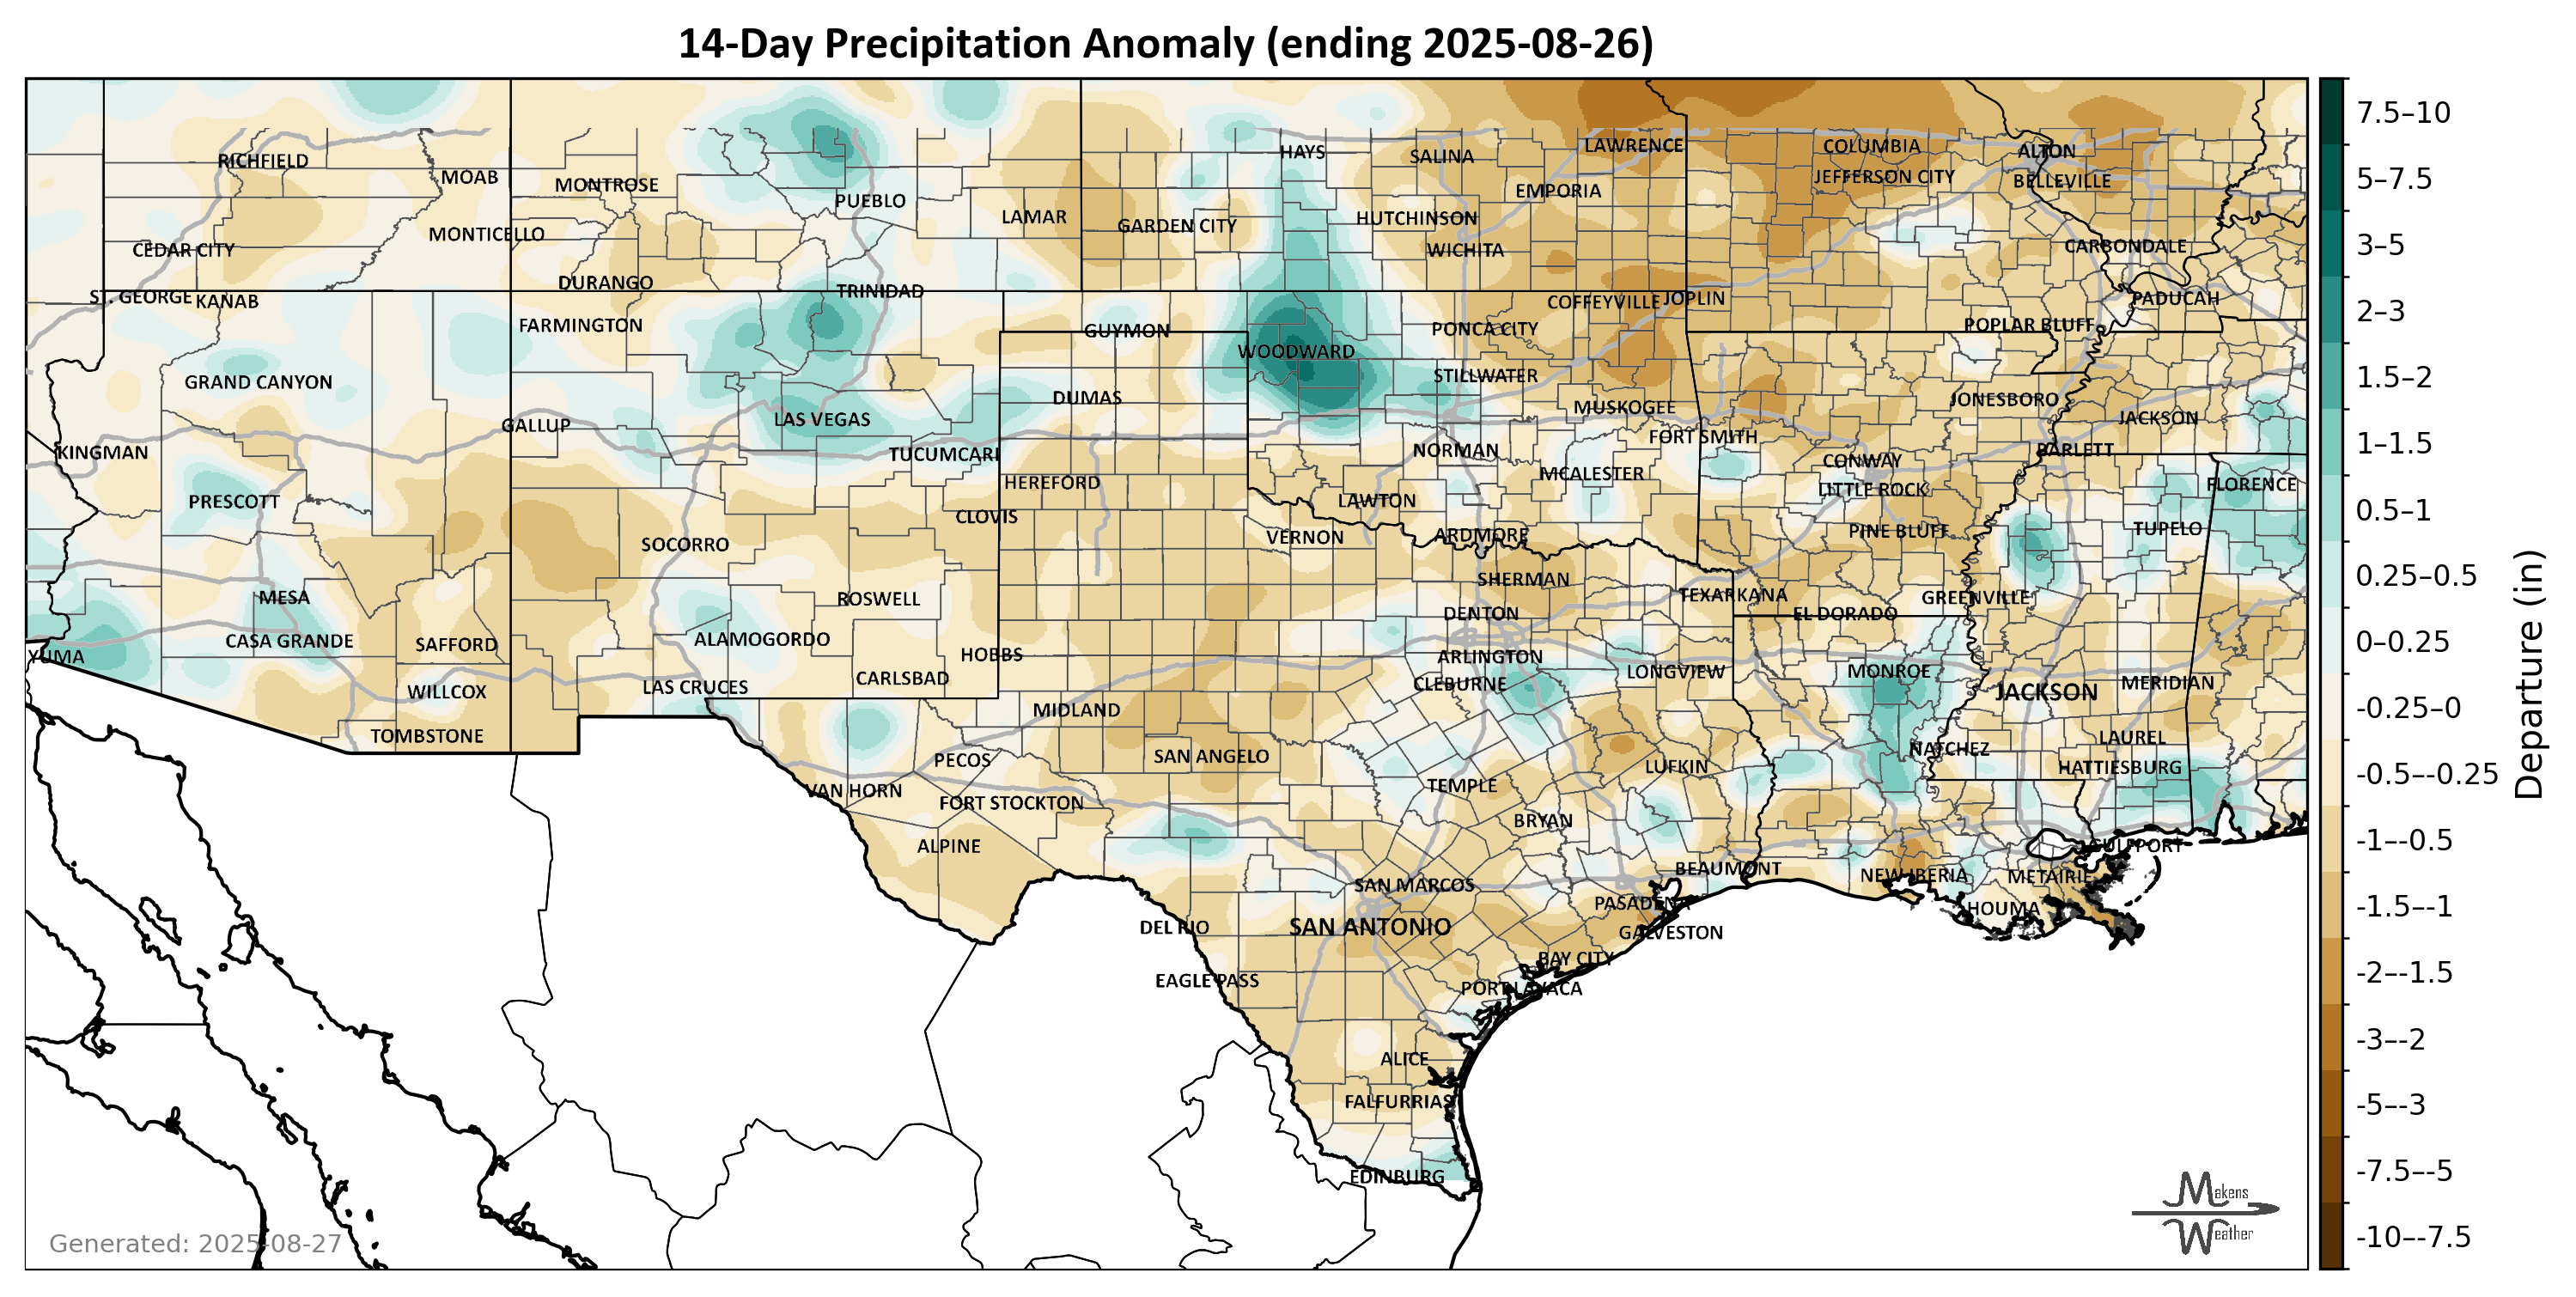 14-Day Precipitation Anomaly (ending 2025-08-26)
7.5–10
HAYS
LAWRENCE
COLUMBIA
ALTON
RICHFIELD
SALINA
MOAB
MONTROSE
JEFFERSON CITY
BELLEVILLE
5–7.5
EMPORIA
PUEBLO
LAMAR
GARDEN CITY
HUTCHINSON
MONTICELLO
CEDAR CITY
WICHITA
CARBONDALE
3–5
DURANGO
TRINIDAD
ST. GEORGE
KANAB
COFFEYVILLE
JOPLIN
PADUCAH
2–3
FARMINGTON
GUYMON
PONCA CITY
POPLAR BLUFF
WOODWARD
GRAND CANYON
STILLWATER
1.5–2
DUMAS
MUSKOGEE
JONESBORO
LAS VEGAS
JACKSON
GALLUP
FORT SMITH
1–1.5
KINGMAN
TUCUMCARI
NORMAN
BARLETT
CONWAY
MCALESTER
HEREFORD
LITTLE ROCK
FLORENCE
PRESCOTT
LAWTON
0.5–1
CLOVIS
PINE BLUFF
TUPELO
VERNON
ARDMORE
SOCORRO
SHERMAN
0.25–0.5
MESA
ROSWELL
TEXARKANA
GREENVILLE
DENTON
EL DORADO
CASA GRANDE
SAFFORD
ALAMOGORDO
0–0.25
YUMA
HOBBS
ARLINGTON
LONGVIEW
MONROE
CARLSBAD
CLEBURNE
MERIDIAN
LAS CRUCES
WILLCOX
JACKSON
Departure (in)
-0.25–0
MIDLAND
TOMBSTONE
LAUREL
NATCHEZ
SAN ANGELO
PECOS
LUFKIN
HATTIESBURG
-0.5–-0.25
TEMPLE
VAN HORN
FORT STOCKTON
BRYAN
-1–-0.5
ALPINE
GULFPORT
BEAUMONT
NEW IBERIA
METAIRIE
SAN MARCOS
PASADENA
HOUMA
-1.5–-1
DEL RIO
SAN ANTONIO
GALVESTON
BAY CITY
-2–-1.5
EAGLE PASS
PORT LAVACA
-3–-2
ALICE
FALFURRIAS
-5–-3
EDINBURG
-7.5–-5
Makens
Weather
-10–-7.5
Generated: 2025-08-27